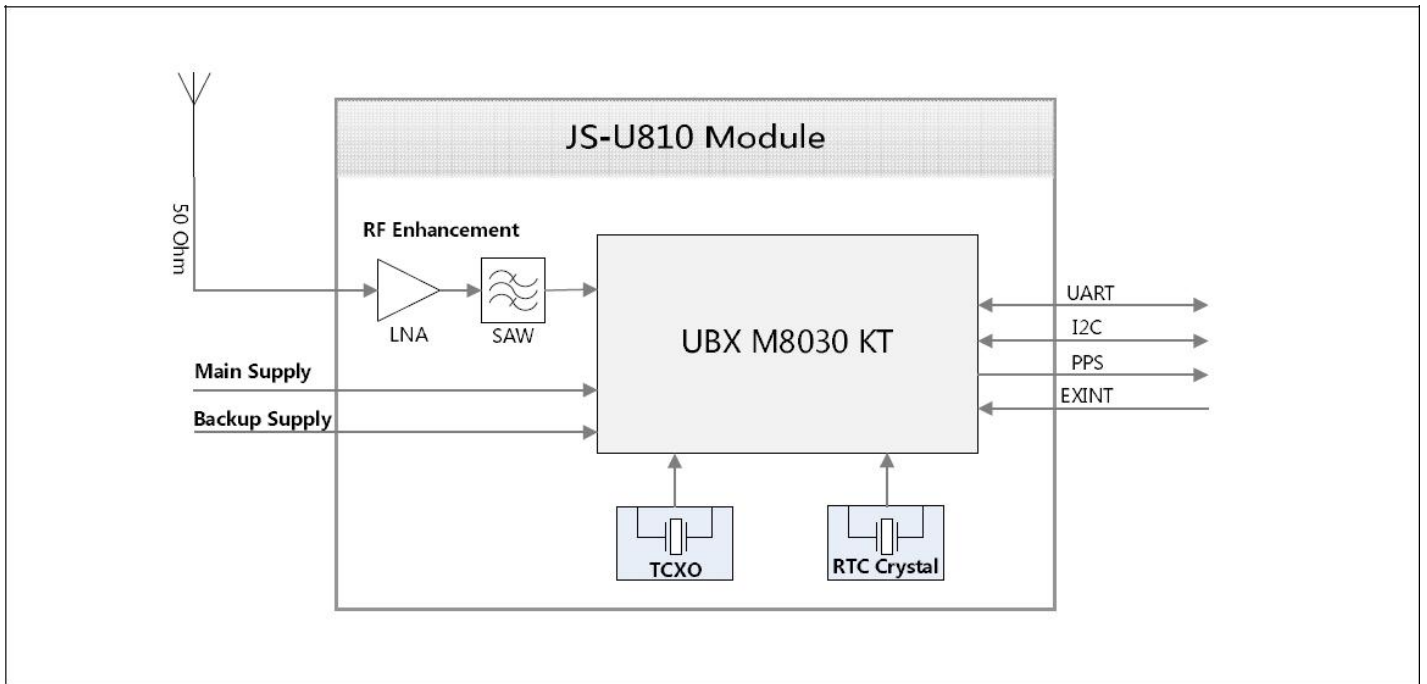 JS-U810 Module
50 Ohm
RF Enhancement
LNA
SAW
UBX M8030 KT
UART
I2C
PPS
EXINT
Main Supply
Backup Supply
TCXO
RTC Crystal